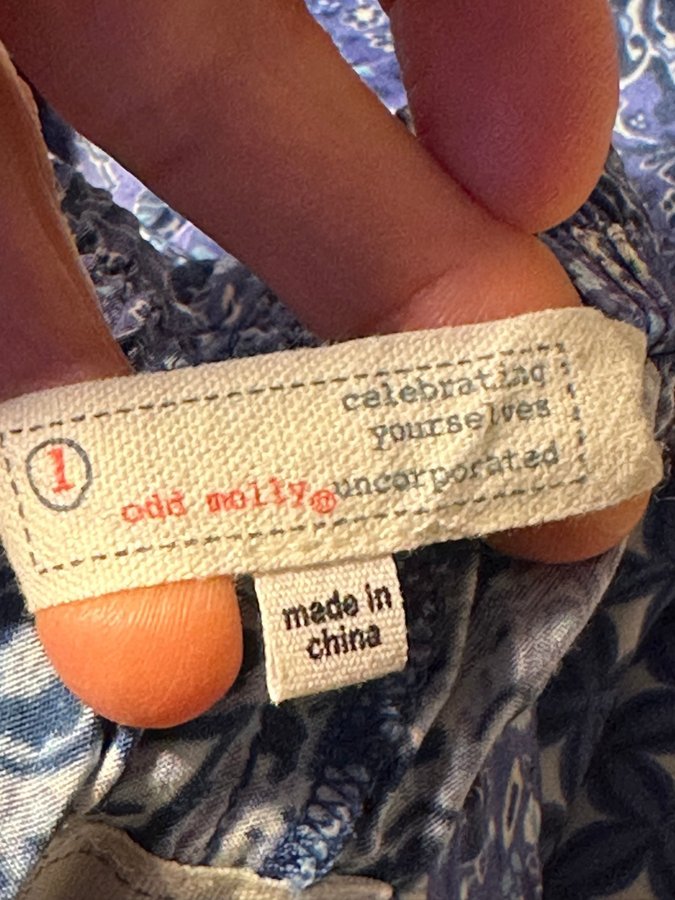 1
odd molly®
celebrating
yourselves
uncorporated
made in
china